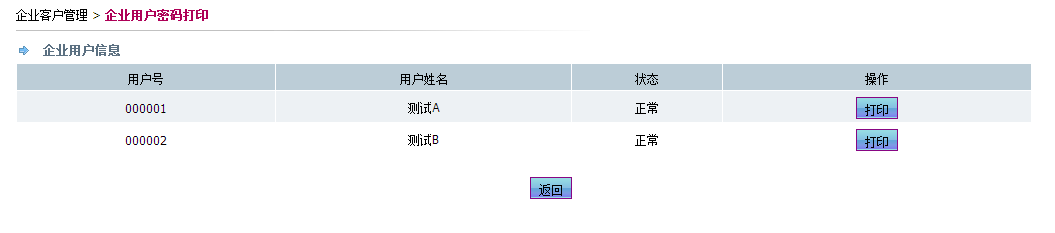 企业客户管理 > 企业用户密码打印
企业用户信息
用户号 用户姓名 状态 操作
000001 测试A 正常 打印
000002 测试B 正常 打印
返回